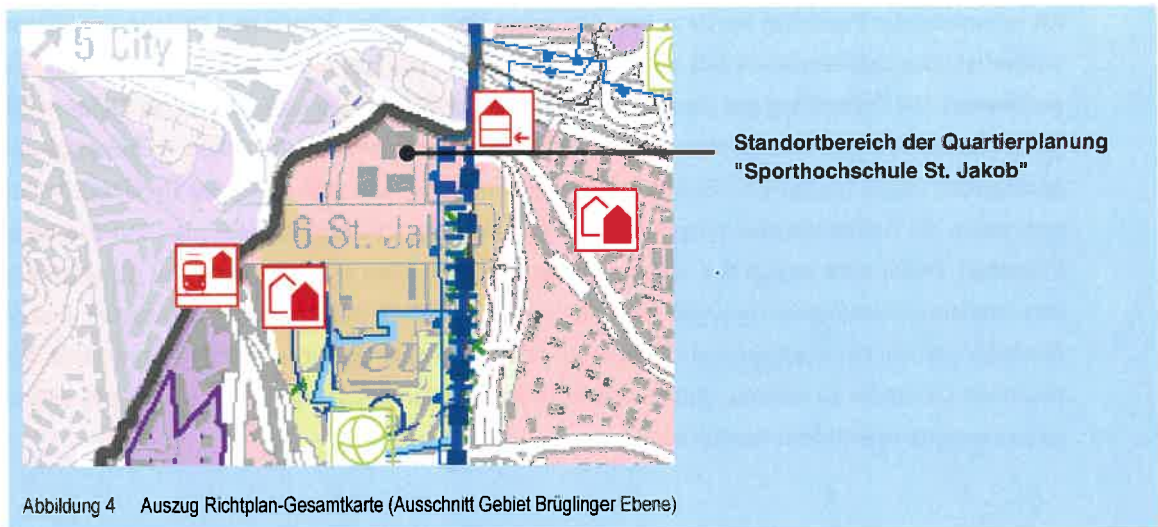 5 City
Standortbereich der Quartierplanung
"Sporthochschule St. Jakob"
6 St. Jakob
Abbildung 4 Auszug Richtplan-Gesamtkarte (Ausschnitt Gebiet Brüglinger Ebene)